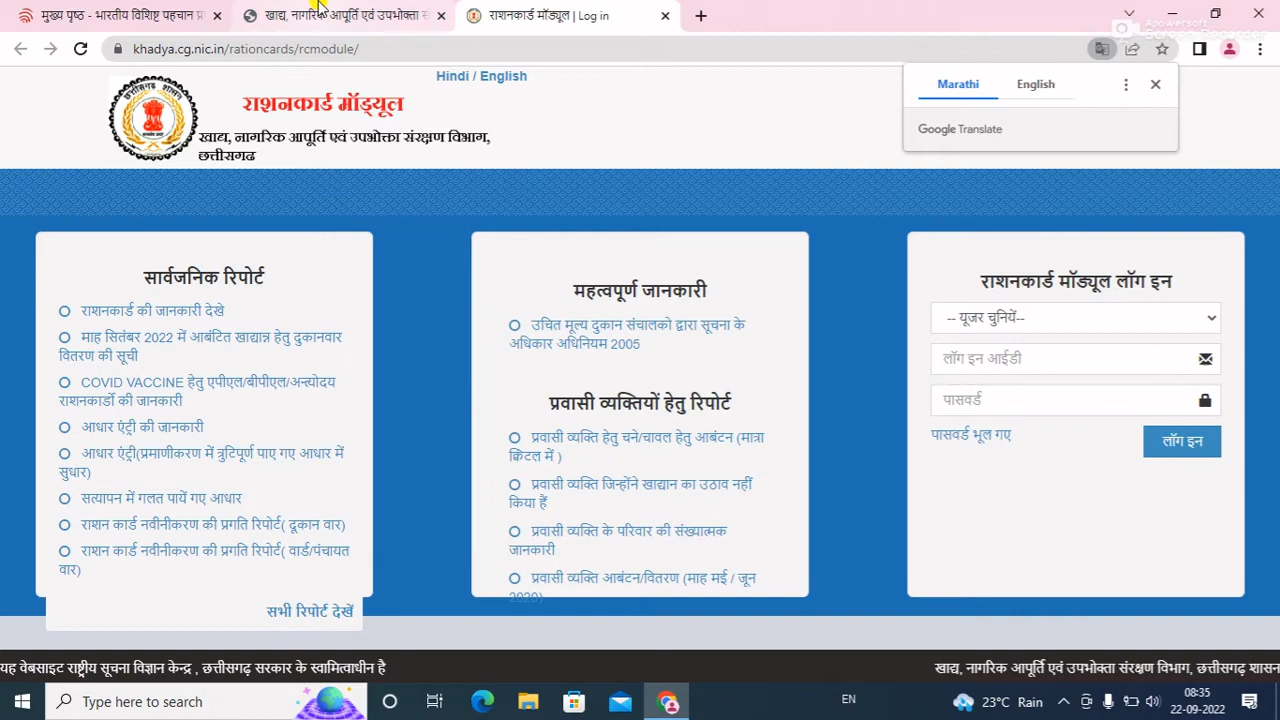 मुख्य पृष्ठ - भारतीय विशिष्ट पहचान प्र
खाद्य, नागरिक आपूर्ति एवं उपभोक्ता सं
राशनकार्ड मॉड्यूल | Log in
khadya.cg.nic.in/rationcards/rcmodule/
Apowersoft
Screen Recorder
Hindi / English
राशनकार्ड मॉड्यूल
खाद्य, नागरिक आपूर्ति एवं उपभोक्ता संरक्षण विभाग,
छत्तीसगढ
Marathi English
Google Translate
सार्वजनिक रिपोर्ट
राशनकार्ड की जानकारी देखे
माह सितंबर 2022 में आबंटित खाद्यान्न हेतु दुकानवार
वितरण की सूची
COVID VACCINE हेतु एपीएल/बीपीएल/अन्त्योदय
राशनकार्डों की जानकारी
आधार एंट्री की जानकारी
आधार एंट्री(प्रमाणीकरण में त्रुटिपूर्ण पाए गए आधार में
सुधार)
सत्यापन में गलत पायें गए आधार
राशन कार्ड नवीनीकरण की प्रगति रिपोर्ट( दूकान वार)
राशन कार्ड नवीनीकरण की प्रगति रिपोर्ट( वार्ड/पंचायत
वार)
सभी रिपोर्ट देखें
महत्वपूर्ण जानकारी
उचित मूल्य दुकान संचालको द्वारा सूचना के
अधिकार अधिनियम 2005
प्रवासी व्यक्तियों हेतु रिपोर्ट
प्रवासी व्यक्ति हेतु चने/चावल हेतु आबंटन (मात्रा
क्विंटल में )
प्रवासी व्यक्ति जिन्होंने खाद्यान का उठाव नहीं
किया हैं
प्रवासी व्यक्ति के परिवार की संख्यात्मक
जानकारी
प्रवासी व्यक्ति आबंटन/वितरण (माह मई / जून
2020)
राशनकार्ड मॉड्यूल लॉग इन
-- यूजर चुनियें--
लॉग इन आईडी
पासवर्ड
पासवर्ड भूल गए
लॉग इन
यह वेबसाइट राष्ट्रीय सूचना विज्ञान केन्द्र , छत्तीसगढ़ सरकार के स्वामित्वाधीन है
खाद्य, नागरिक आपूर्ति एवं उपभोक्ता संरक्षण विभाग, छत्तीसगढ़ शासन
Type here to search
EN
23°C Rain
08:35
22-09-2022